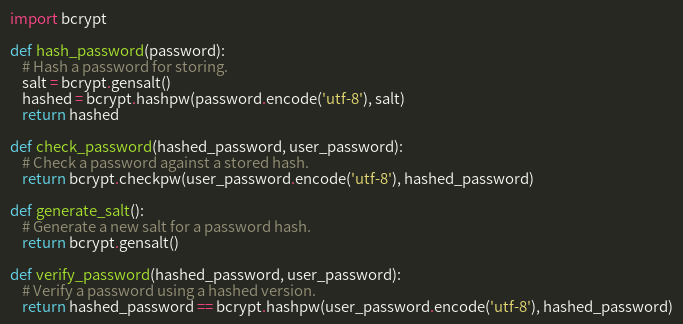 import bcrypt

def hash_password(password):
    # Hash a password for storing.
    salt = bcrypt.gensalt()
    hashed = bcrypt.hashpw(password.encode('utf-8'), salt)
    return hashed

def check_password(hashed_password, user_password):
    # Check a password against a stored hash.
    return bcrypt.checkpw(user_password.encode('utf-8'), hashed_password)

def generate_salt():
    # Generate a new salt for a password hash.
    return bcrypt.gensalt()

def verify_password(hashed_password, user_password):
    # Verify a password using a hashed version.
    return hashed_password == bcrypt.hashpw(user_password.encode('utf-8'), hashed_password)